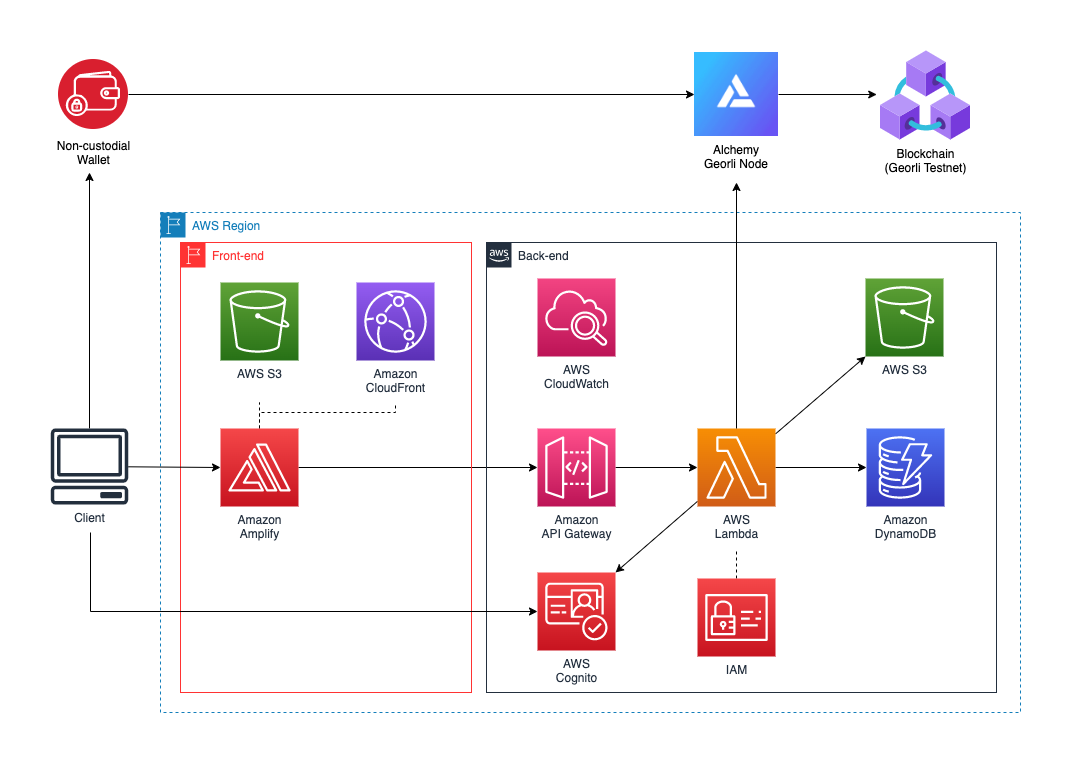 Non-custodial
Wallet
Alchemy
Georli Node
Blockchain
(Georli Testnet)
AWS Region
Front-end
aws
Back-end
AWS S3
Amazon
CloudFront
AWS
CloudWatch
AWS S3
Client
Amazon
Amplify
</>
Amazon
API Gateway
AWS
Lambda
Amazon
DynamoDB
AWS
Cognito
IAM